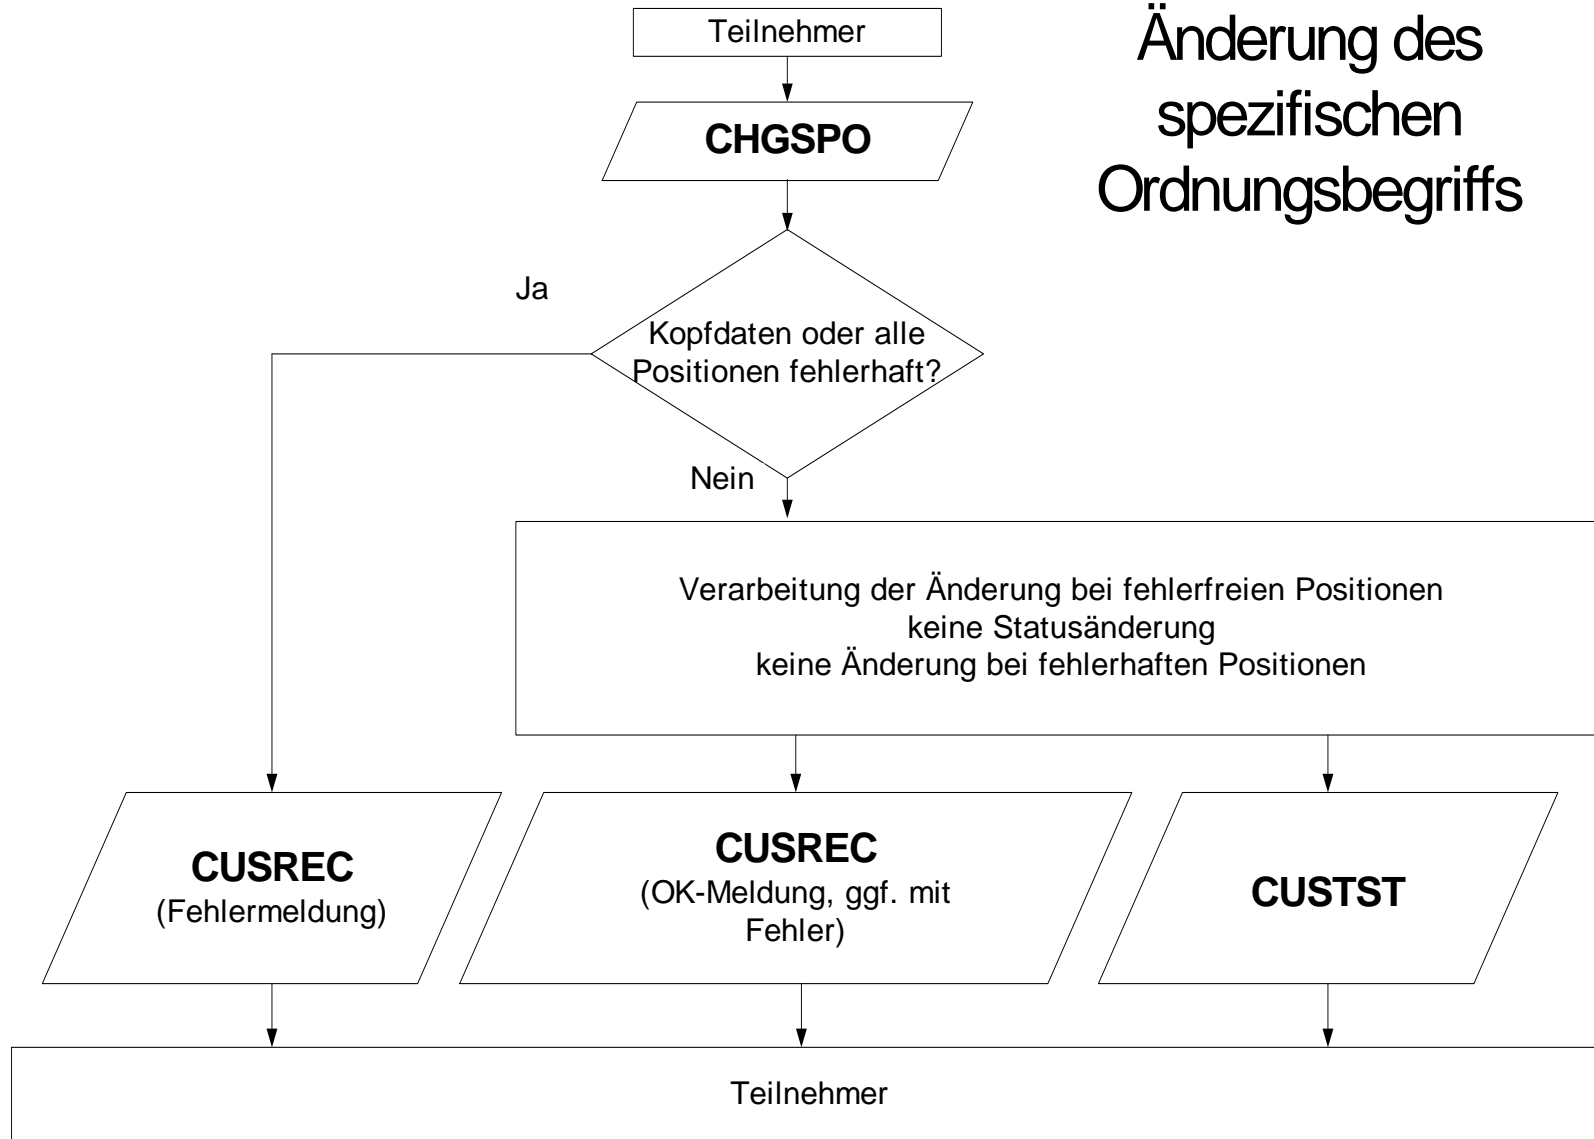 Teilnehmer
Änderung des
spezifischen
Ordnungsbegriffs
CHGSPO
Ja
Kopfdaten oder alle
Positionen fehlerhaft?
Nein
Verarbeitung der Änderung bei fehlerfreien Positionen
keine Statusänderung
keine Änderung bei fehlerhaften Positionen
CUSREC
(Fehlermeldung)
CUSREC
(OK-Meldung, ggf. mit
Fehler)
CUSTST
Teilnehmer